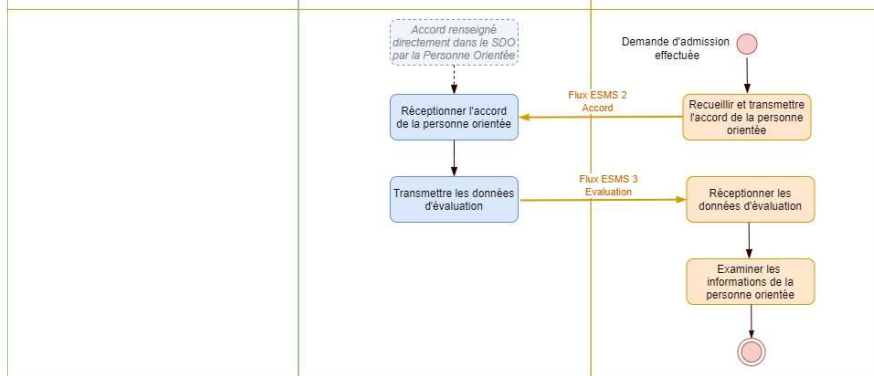 Accord renseigné
directement dans le SDO
par la Personne Orientée
Demande d'admission
effectuée
Flux ESMS 2
Accord
Réceptionner l'accord
de la personne orientée
Recueillir et transmettre
l'accord de la personne
orientée
Flux ESMS 3
Evaluation
Transmettre les données
d'évaluation
Réceptionner les
données d'évaluation
Examiner les
informations de la
personne orientée